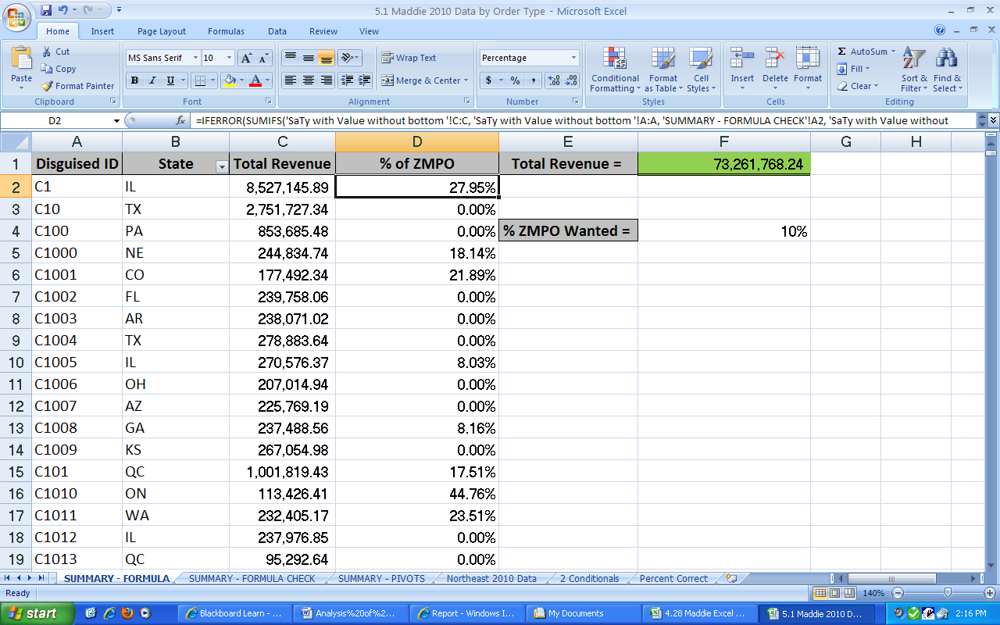 5.1 Maddie 2010 Data by Order Type - Microsoft Excel
Home Insert Page Layout Formulas Data Review View
Paste Cut Copy Format Painter Clipboard
MS Sans Serif 10 B I U Font
Wrap Text Merge & Center Alignment
Percentage $ % , Number
Conditional Formatting Format as Table Cell Styles Styles
Insert Delete Format Cells
Σ AutoSum Fill Clear Sort & Filter Find & Select Editing
D2 fx =IFERROR(SUMIFS('SaTy with Value without bottom '!C:C, 'SaTy with Value without bottom '!A:A, 'SUMMARY - FORMULA CHECK'!A2, 'SaTy with Value without
A B C D E F G H
1 Disguised ID State Total Revenue % of ZMPO Total Revenue = 73,261,768.24
2 C1 IL 8,527,145.89 27.95%
3 C10 TX 2,751,727.34 0.00%
4 C100 PA 853,685.48 0.00% % ZMPO Wanted = 10%
5 C1000 NE 244,834.74 18.14%
6 C1001 CO 177,492.34 21.89%
7 C1002 FL 239,758.06 0.00%
8 C1003 AR 238,071.02 0.00%
9 C1004 TX 278,883.64 0.00%
10 C1005 IL 270,576.37 8.03%
11 C1006 OH 207,014.94 0.00%
12 C1007 AZ 225,769.19 0.00%
13 C1008 GA 237,488.56 8.16%
14 C1009 KS 267,054.98 0.00%
15 C101 QC 1,001,819.43 17.51%
16 C1010 ON 113,426.41 44.76%
17 C1011 WA 232,405.17 23.51%
18 C1012 IL 237,976.85 0.00%
19 C1013 QC 95,292.64 0.00%
SUMMARY - FORMULA SUMMARY - FORMULA CHECK SUMMARY - PIVOTS Northeast 2010 Data 2 Conditionals Percent Correct
Ready 140%
start Blackboard Learn - ... Analysis%20of%2... Report - Windows I... My Documents 4.28 Maddie Excel ... 5.1 Maddie 2010 D... 2:16 PM